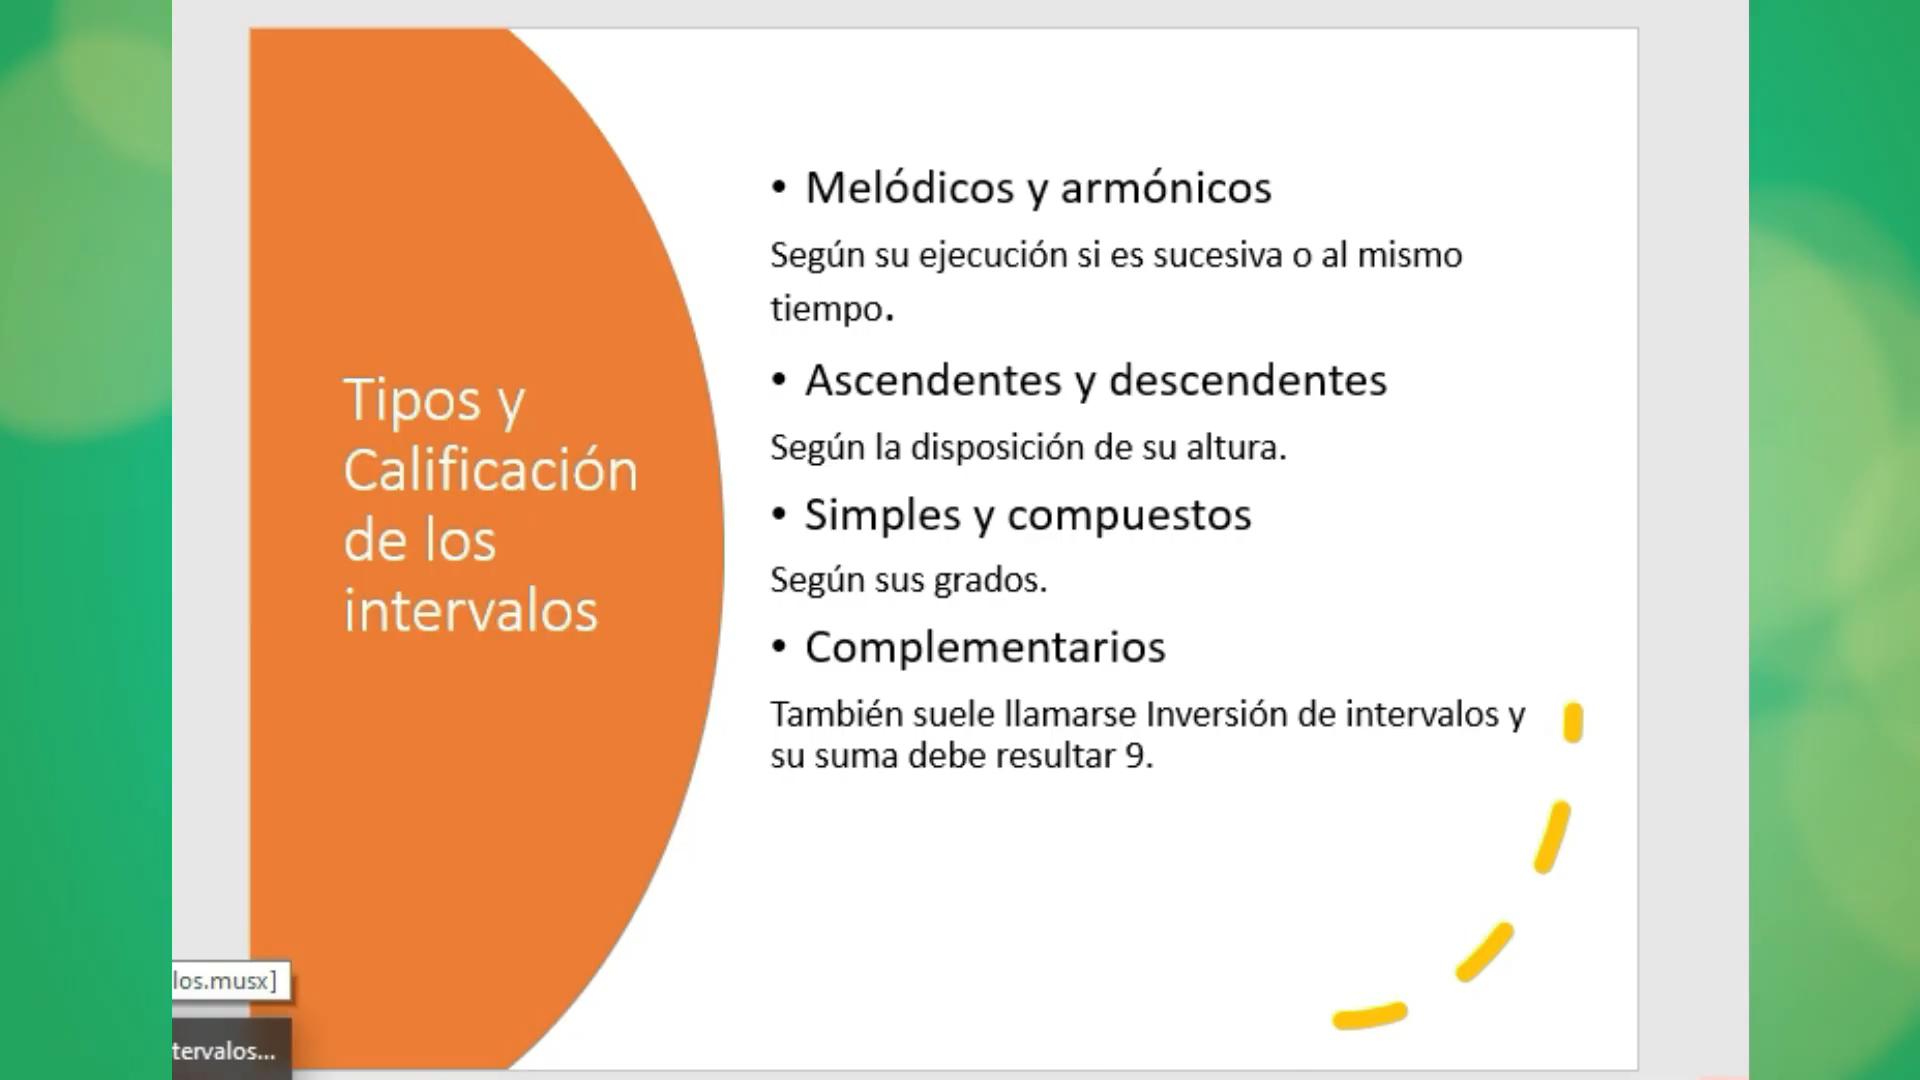 Tipos y
Calificación
de los
intervalos
• Melódicos y armónicos
Según su ejecución si es sucesiva o al mismo
tiempo.
• Ascendentes y descendentes
Según la disposición de su altura.
• Simples y compuestos
Según sus grados.
• Complementarios
También suele llamarse Inversión de intervalos y
su suma debe resultar 9.
los.musx]
tervalos...